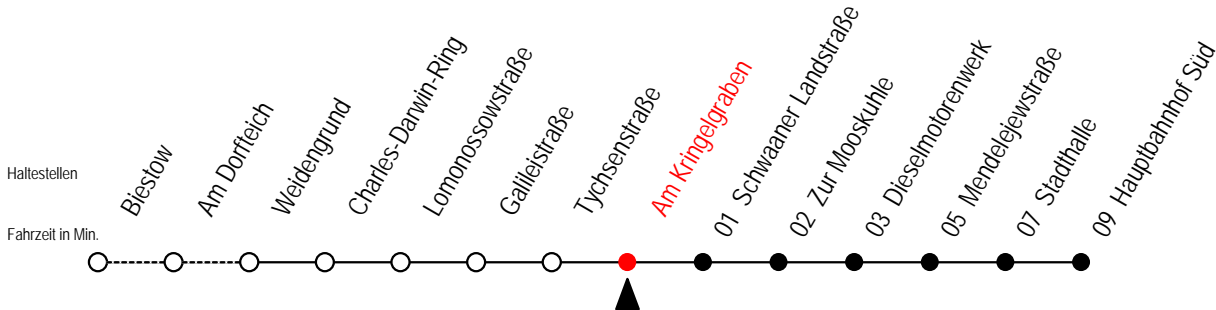 Haltestellen
Fahrzeit in Min.
Biestow
Am Dorfteich
Weidengrund
Charles-Darwin-Ring
Lomonossowstraße
Galileistraße
Tychsenstraße
Am Kringelgraben
01 Schwaaner Landstraße
02 Zur Mooskuhle
03 Dieselmotorenwerk
05 Mendelejewstraße
07 Stadthalle
09 Hauptbahnhof Süd